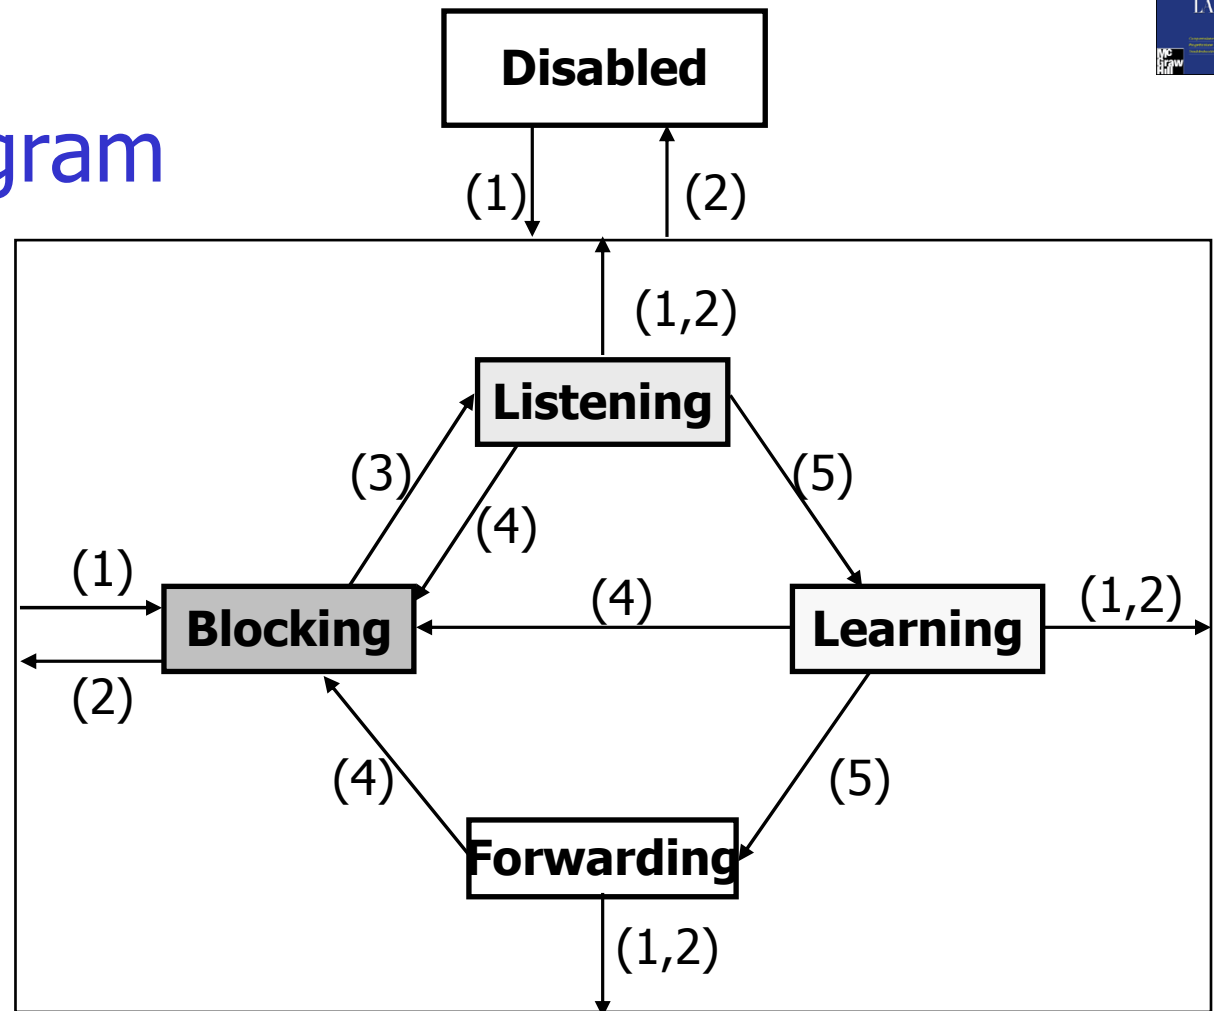 LA
Mc
Graw
Hill
Disabled
gram
(1)
(2)
(1,2)
Listening
(3)
(5)
(4)
(1)
(4)
(1,2)
Blocking
Learning
(2)
(4)
(5)
Forwarding
(1,2)